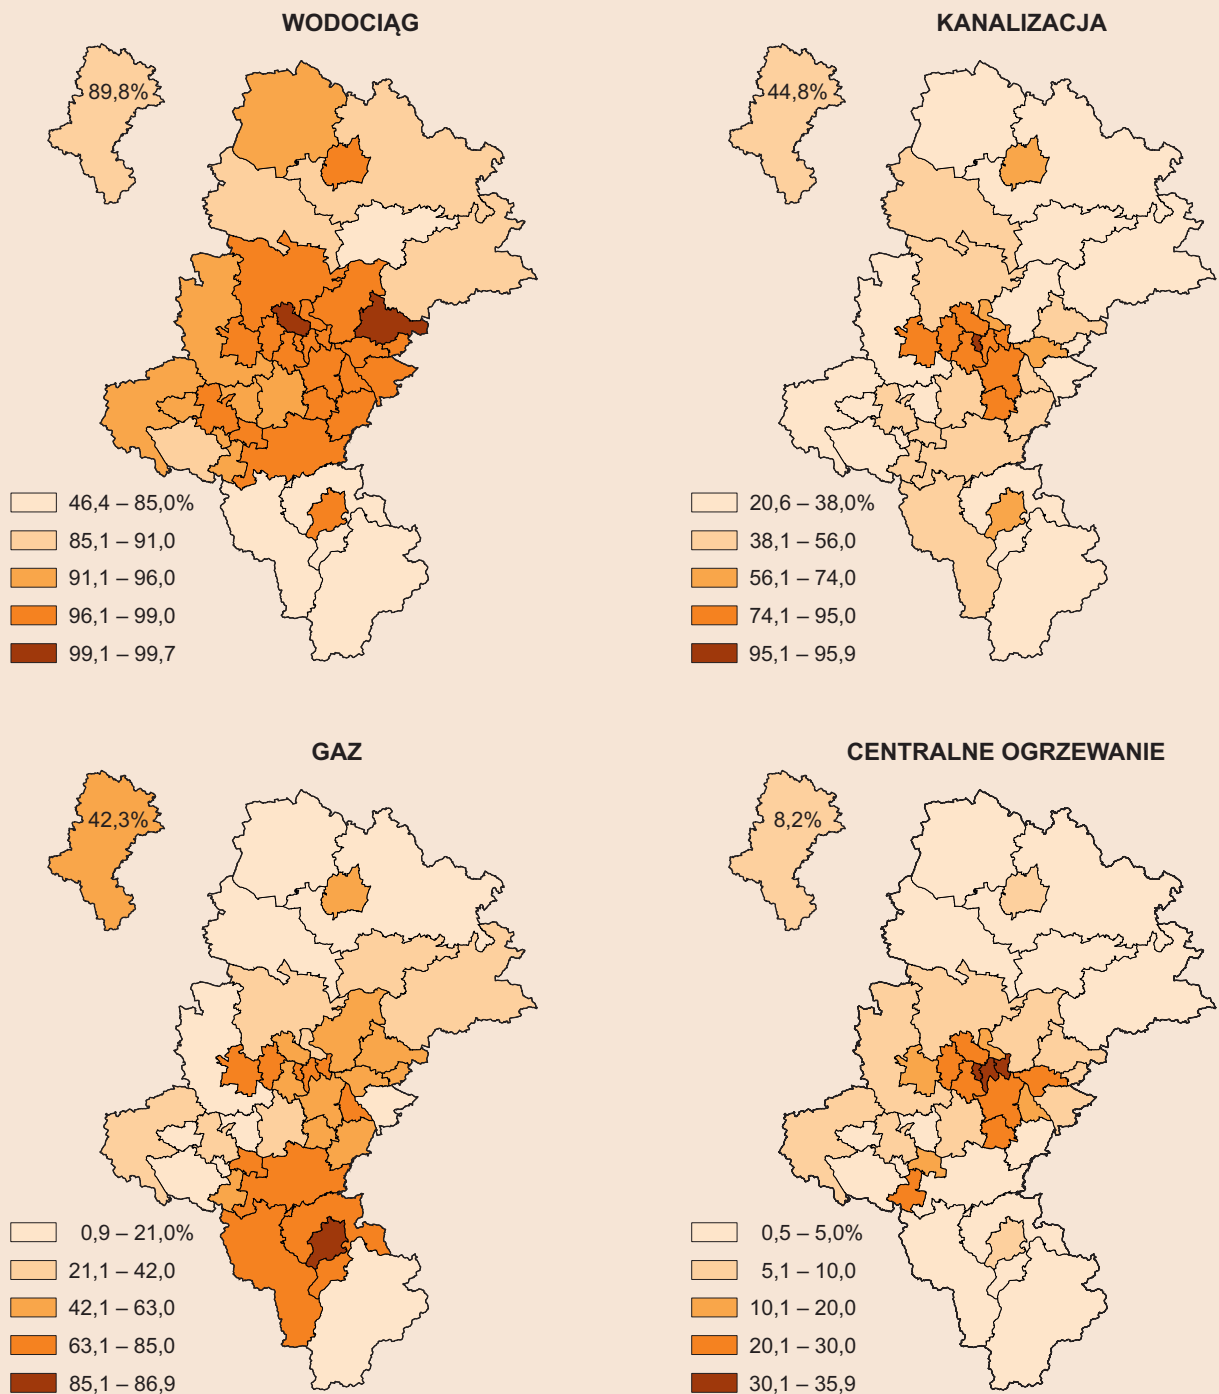 WODOCIĄG
89,8%
46,4 – 85,0%
85,1 – 91,0
91,1 – 96,0
96,1 – 99,0
99,1 – 99,7
KANALIZACJA
44,8%
20,6 – 38,0%
38,1 – 56,0
56,1 – 74,0
74,1 – 95,0
95,1 – 95,9
GAZ
42,3%
0,9 – 21,0%
21,1 – 42,0
42,1 – 63,0
63,1 – 85,0
85,1 – 86,9
CENTRALNE OGRZEWANIE
8,2%
0,5 – 5,0%
5,1 – 10,0
10,1 – 20,0
20,1 – 30,0
30,1 – 35,9